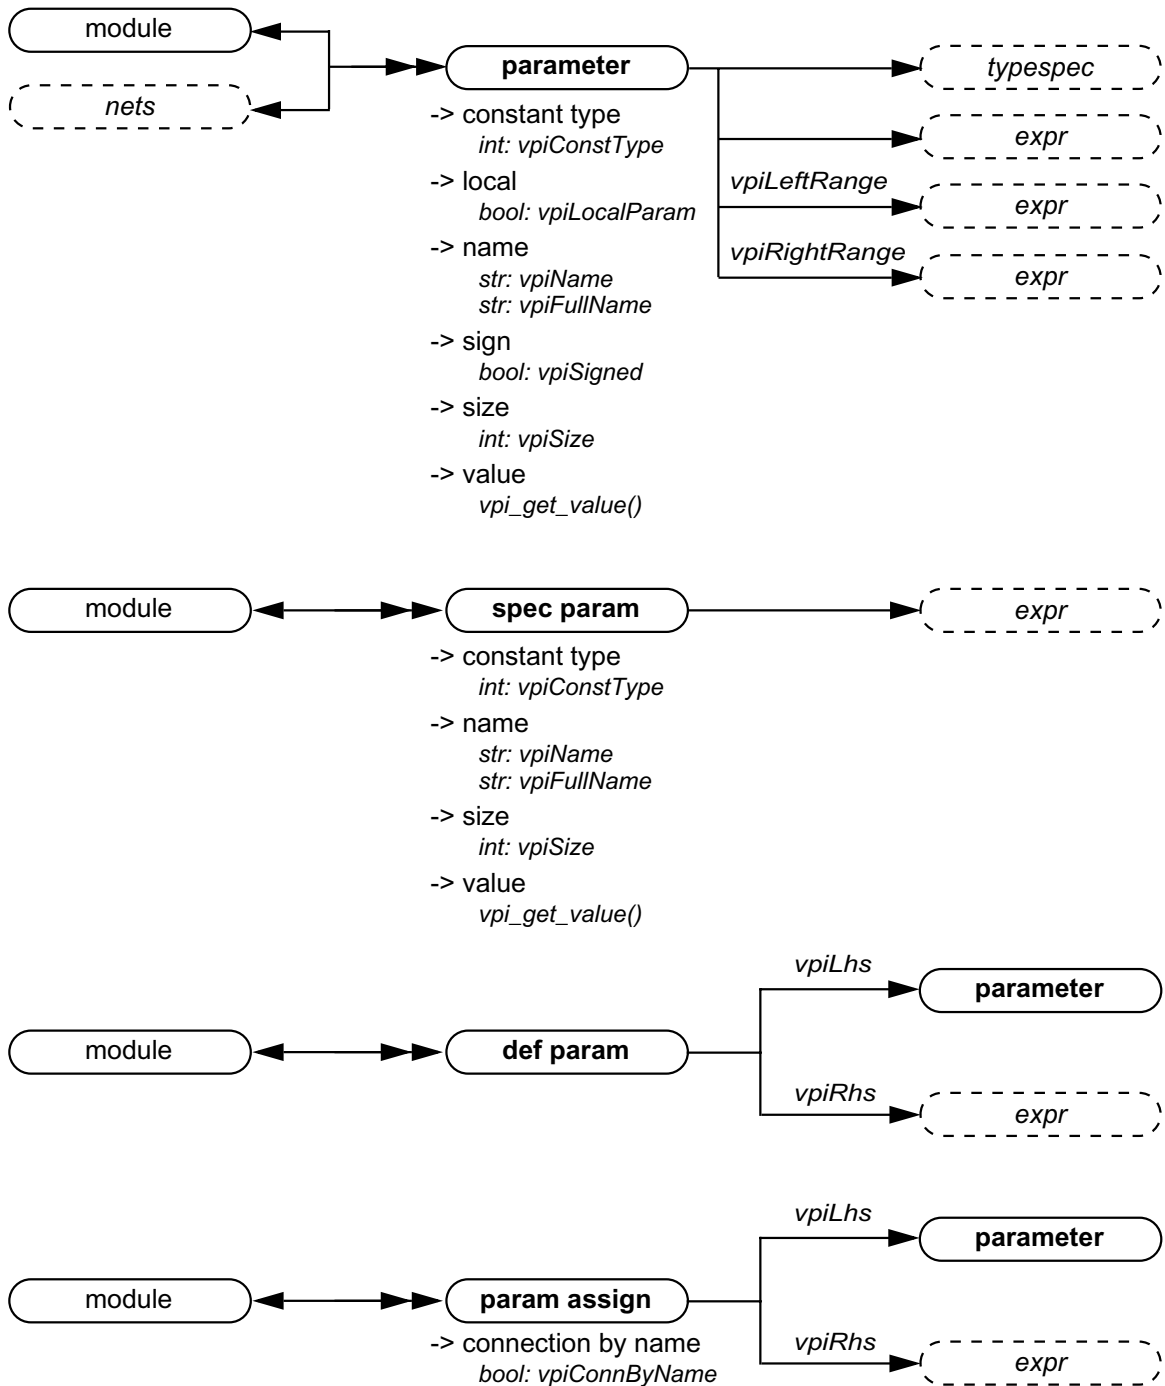 module
nets
parameter
-> constant type
int: vpiConstType
-> local
bool: vpiLocalParam
-> name
str: vpiName
str: vpiFullName
-> sign
bool: vpiSigned
-> size
int: vpiSize
-> value
vpi_get_value()
typespec
expr
vpiLeftRange
expr
vpiRightRange
expr
module
spec param
expr
-> constant type
int: vpiConstType
-> name
str: vpiName
str: vpiFullName
-> size
int: vpiSize
-> value
vpi_get_value()
module
def param
vpiLhs
parameter
vpiRhs
expr
module
param assign
-> connection by name
bool: vpiConnByName
vpiLhs
parameter
vpiRhs
expr